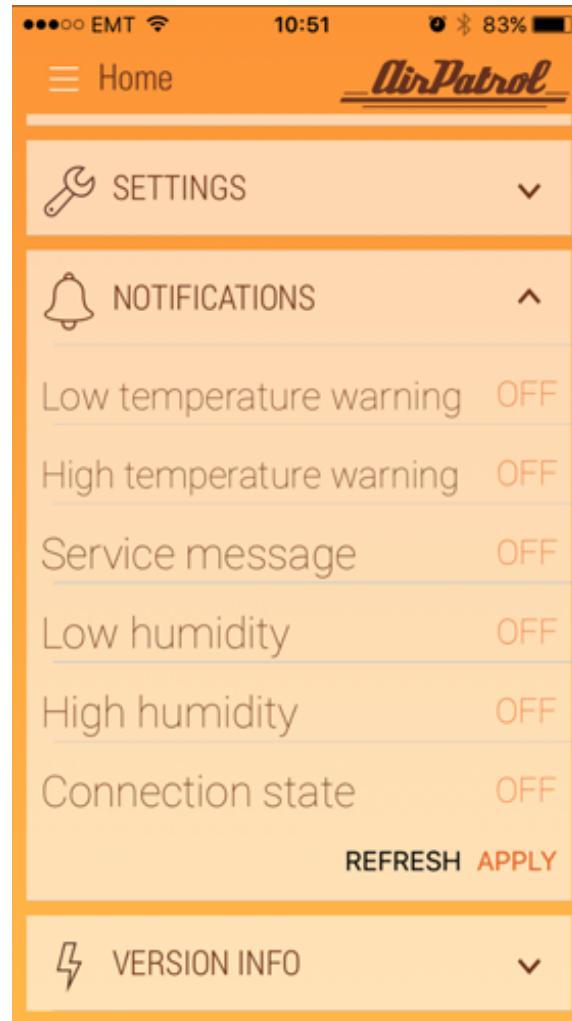 EMT 10:51 83%
Home AirPatrol
SETTINGS
NOTIFICATIONS
Low temperature warning OFF
High temperature warning OFF
Service message OFF
Low humidity OFF
High humidity OFF
Connection state OFF
REFRESH APPLY
VERSION INFO